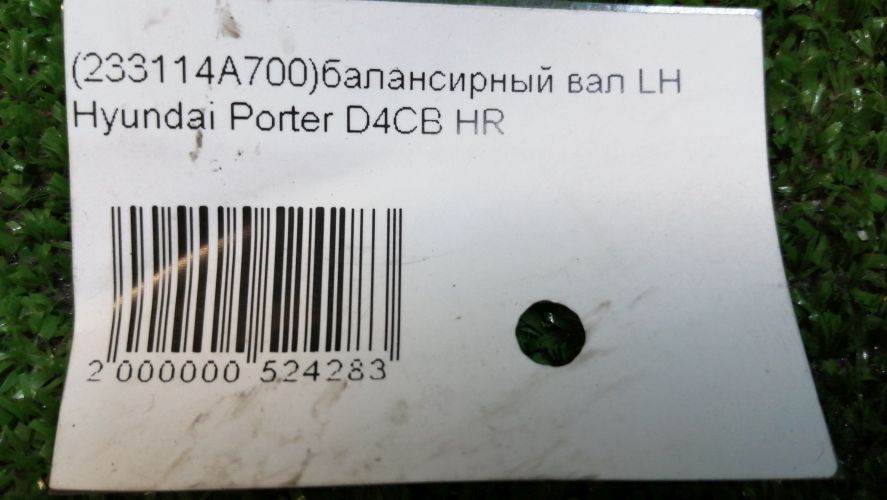 (233114A700)балансирный вал LH
Hyundai Porter D4CB HR
2 000000 524283